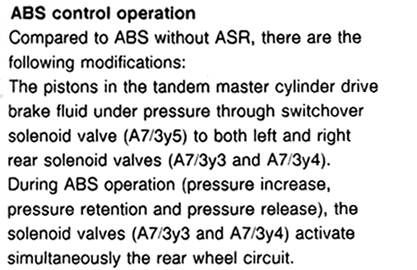 ABS control operation
Compared to ABS without ASR, there are the
following modifications:
The pistons in the tandem master cylinder drive
brake fluid under pressure through switchover
solenoid valve (A7/3y5) to both left and right
rear solenoid valves (A7/3y3 and A7/3y4).
During ABS operation (pressure increase,
pressure retention and pressure release), the
solenoid valves (A7/3y3 and A7/3y4) activate
simultaneously the rear wheel circuit.